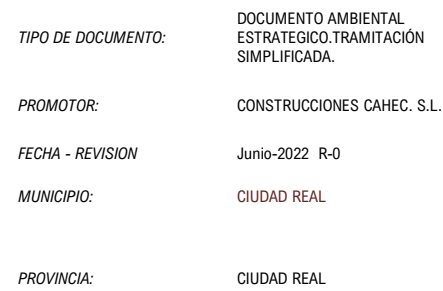 DOCUMENTO AMBIENTAL
TIPO DE DOCUMENTO: ESTRATEGICO.TRAMITACIÓN
SIMPLIFICADA.
PROMOTOR: CONSTRUCCIONES CAHEC. S.L.
FECHA - REVISION Junio-2022 R-0
MUNICIPIO: CIUDAD REAL
PROVINCIA: CIUDAD REAL